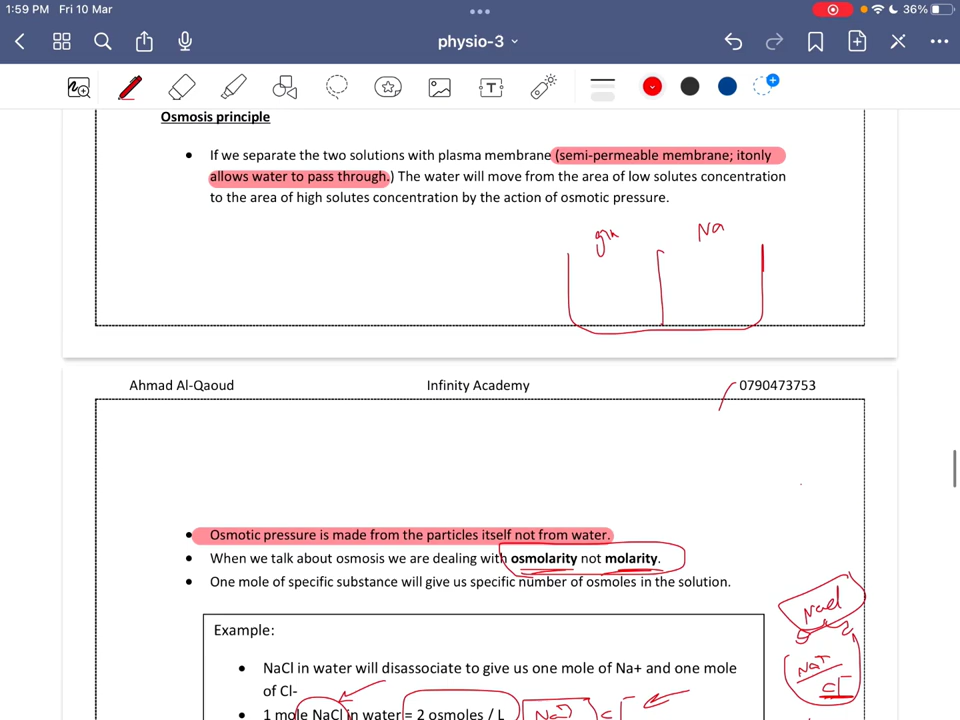 1:59 PM Fri 10 Mar
36%
physio-3
Osmosis principle
• If we separate the two solutions with plasma membrane (semi-permeable membrane; itonly
allows water to pass through.) The water will move from the area of low solutes concentration
to the area of high solutes concentration by the action of osmotic pressure.
Na
Ahmad Al-Qaoud Infinity Academy 0790473753
• Osmotic pressure is made from the particles itself not from water.
• When we talk about osmosis we are dealing with osmolarity not molarity.
• One mole of specific substance will give us specific number of osmoles in the solution.
Example:
NaCl
• NaCl in water will disassociate to give us one mole of Na+ and one mole
of Cl-
Na+
Cl-
1 mole NaCl in water = 2 osmoles / L
Cl-